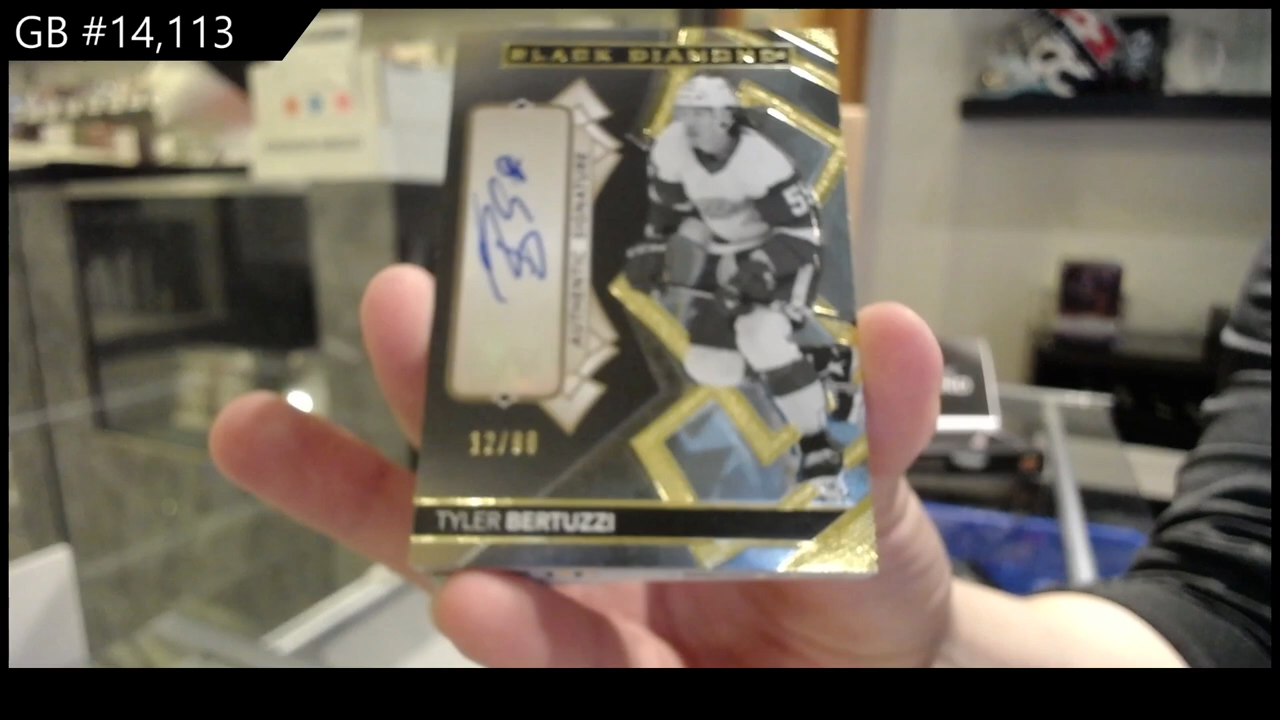 GB #14,113
BLACK DIAMOND
AUTHENTIC SIGNATURE
TYLER BERTUZZI